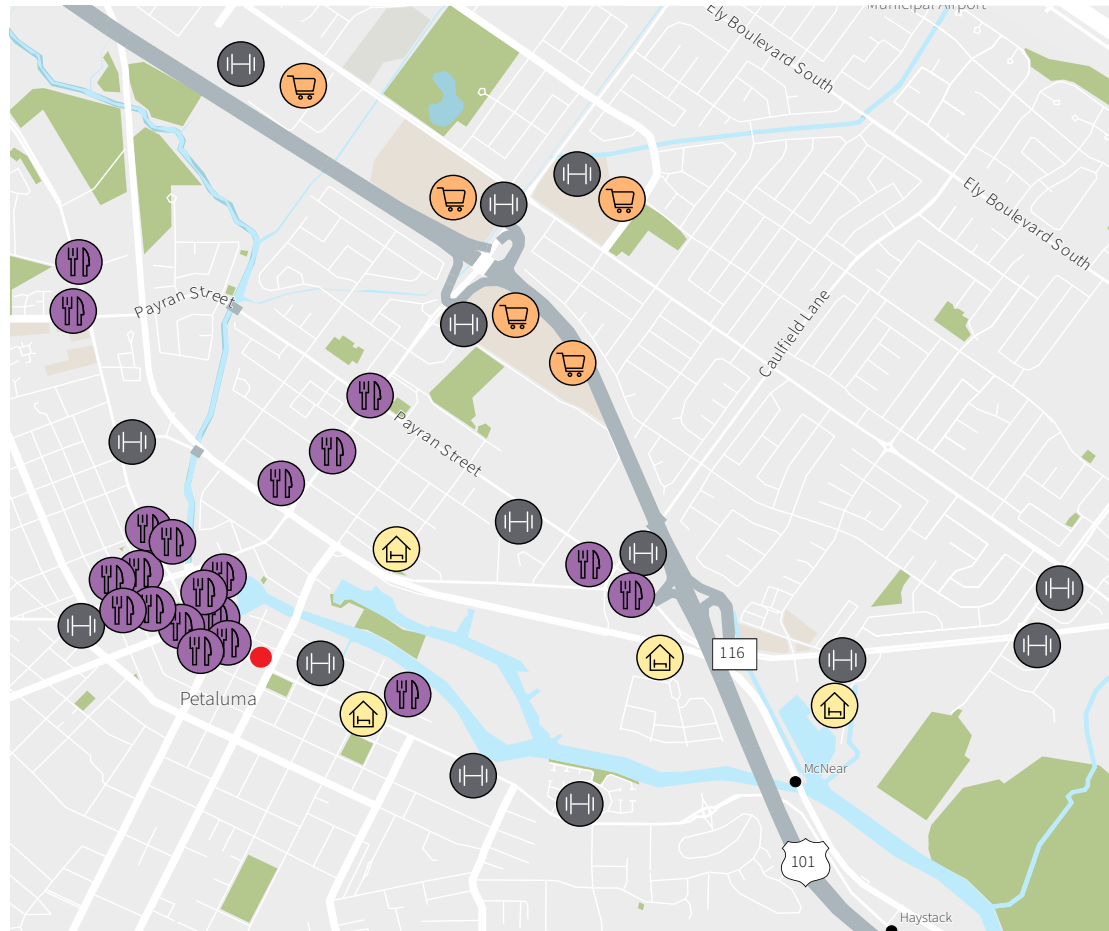 Municipal Airport
Ely Boulevard South
Ely Boulevard South
Payran Street
Caulfield Lane
Payran Street
116
Petaluma
McNear
101
Haystack